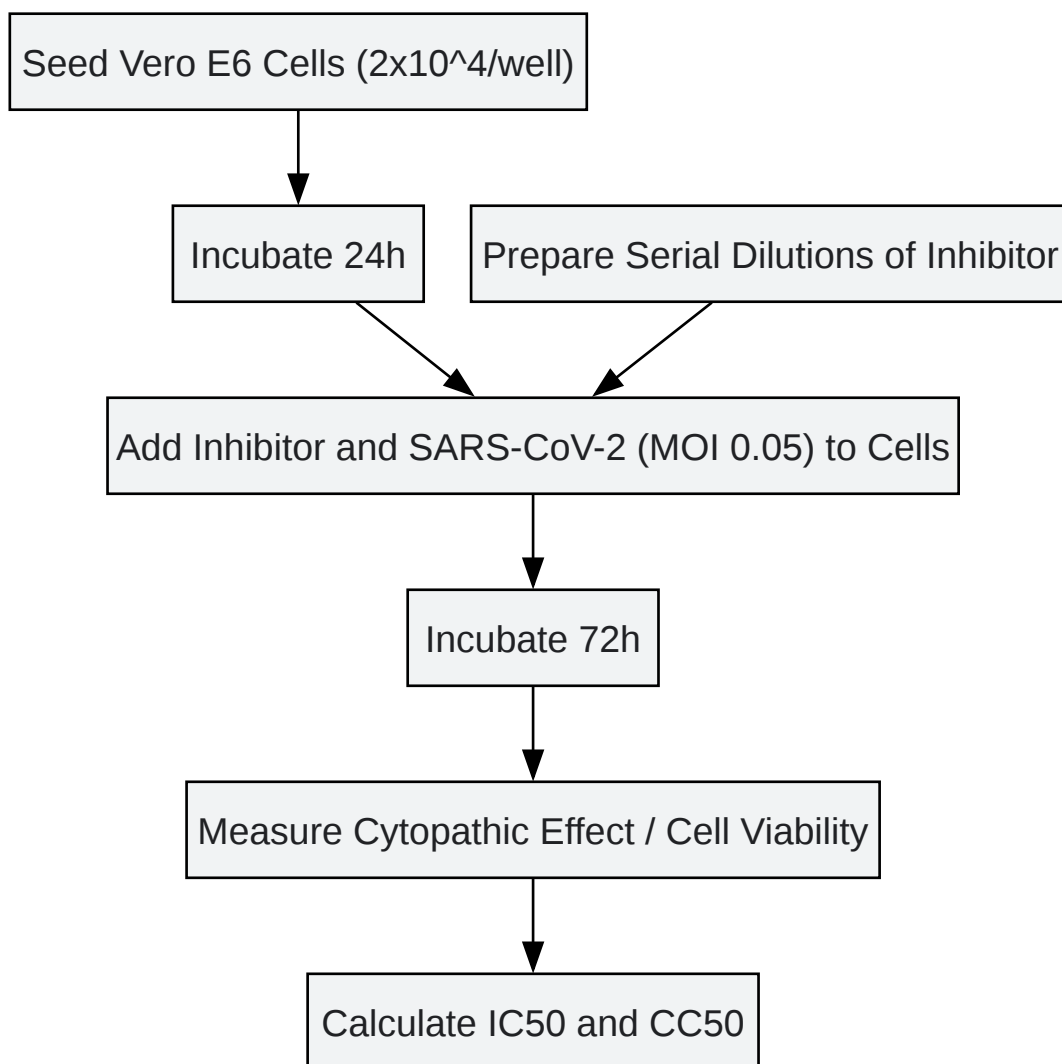 Seed Vero E6 Cells (2x10^4/well)
Incubate 24h
Prepare Serial Dilutions of Inhibitor
Add Inhibitor and SARS-CoV-2 (MOI 0.05) to Cells
Incubate 72h
Measure Cytopathic Effect / Cell Viability
Calculate IC50 and CC50